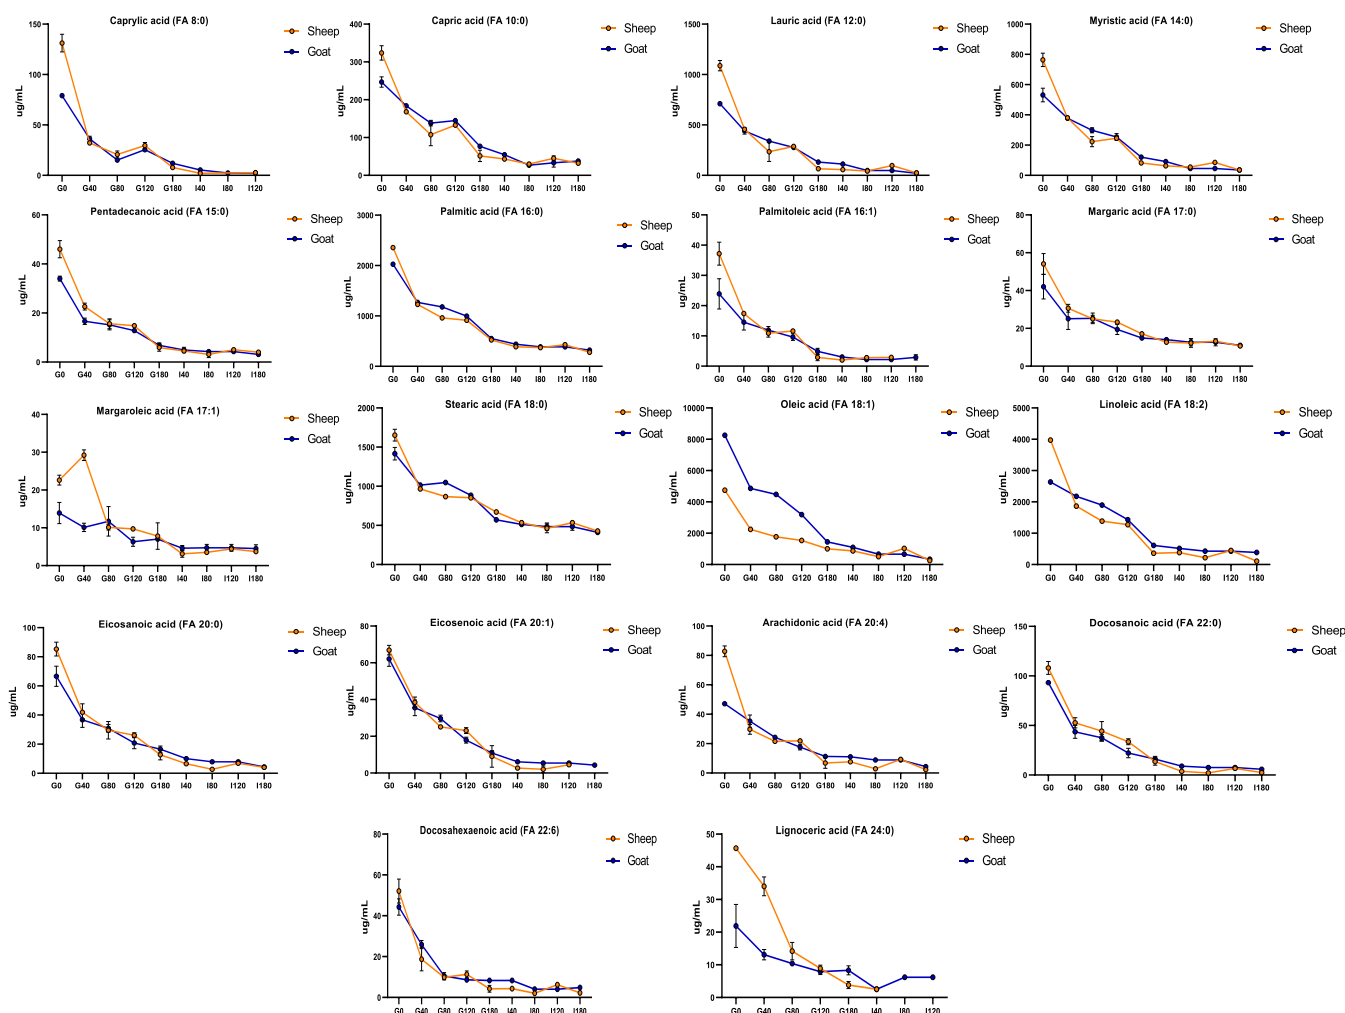 Caprylic acid (FA 8:0)
ug/mL
150
100
50
0
G0 G40 G80 G120 G180 I40 I80 I120
Sheep
Goat
Capric acid (FA 10:0)
ug/mL
400
300
200
100
0
G0 G40 G80 G120 G180 I40 I80 I120 I180
Sheep
Goat
Lauric acid (FA 12:0)
ug/mL
1500
1000
500
0
G0 G40 G80 G120 G180 I40 I80 I120 I180
Sheep
Goat
Myristic acid (FA 14:0)
ug/mL
1000
800
600
400
200
0
G0 G40 G80 G120 G180 I40 I80 I120 I180
Sheep
Goat
Pentadecanoic acid (FA 15:0)
ug/mL
60
40
20
0
G0 G40 G80 G120 G180 I40 I80 I120 I180
Sheep
Goat
Palmitic acid (FA 16:0)
ug/mL
3000
2000
1000
0
G0 G40 G80 G120 G180 I40 I80 I120 I180
Sheep
Goat
Palmitoleic acid (FA 16:1)
ug/mL
50
40
30
20
10
0
G0 G40 G80 G120 G180 I40 I80 I120 I180
Sheep
Goat
Margaric acid (FA 17:0)
ug/mL
80
60
40
20
0
G0 G40 G80 G120 G180 I40 I80 I120 I180
Sheep
Goat
Margaroleic acid (FA 17:1)
ug/mL
40
30
20
10
0
G0 G40 G80 G120 G180 I40 I80 I120 I180
Sheep
Goat
Stearic acid (FA 18:0)
ug/mL
2000
1500
1000
500
0
G0 G40 G80 G120 G180 I40 I80 I120 I180
Sheep
Goat
Oleic acid (FA 18:1)
ug/mL
10000
8000
6000
4000
2000
0
G0 G40 G80 G120 G180 I40 I80 I120 I180
Sheep
Goat
Linoleic acid (FA 18:2)
ug/mL
5000
4000
3000
2000
1000
0
G0 G40 G80 G120 G180 I40 I80 I120 I180
Sheep
Goat
Eicosanoic acid (FA 20:0)
ug/mL
100
80
60
40
20
0
G0 G40 G80 G120 G180 I40 I80 I120 I180
Sheep
Goat
Eicosenoic acid (FA 20:1)
ug/mL
80
60
40
20
0
G0 G40 G80 G120 G180 I40 I80 I120 I180
Sheep
Goat
Arachidonic acid (FA 20:4)
ug/mL
100
80
60
40
20
0
G0 G40 G80 G120 G180 I40 I80 I120 I180
Sheep
Goat
Docosanoic acid (FA 22:0)
ug/mL
150
100
50
0
G0 G40 G80 G120 G180 I40 I80 I120 I180
Sheep
Goat
Docosahexaenoic acid (FA 22:6)
ug/mL
80
60
40
20
0
G0 G40 G80 G120 G180 I40 I80 I120 I180
Sheep
Goat
Lignoceric acid (FA 24:0)
ug/mL
50
40
30
20
10
0
G0 G40 G80 G120 G180 I40 I80 I120
Sheep
Goat